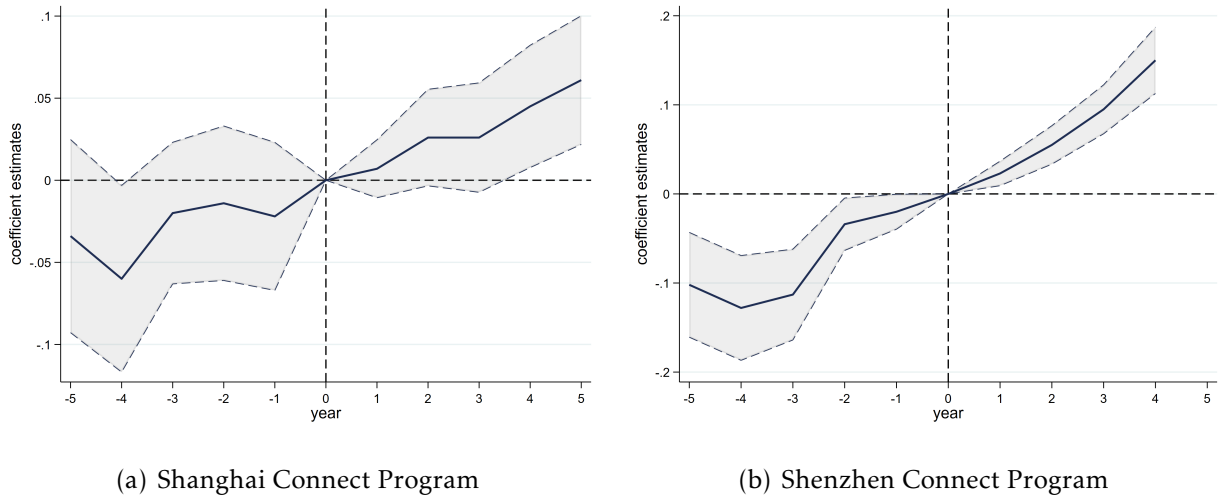 .1
.05
0
-.05
-.1
coefficient estimates
-5 -4 -3 -2 -1 0 1 2 3 4 5
year
(a) Shanghai Connect Program
.2
.1
0
-.1
-.2
coefficient estimates
-5 -4 -3 -2 -1 0 1 2 3 4 5
year
(b) Shenzhen Connect Program